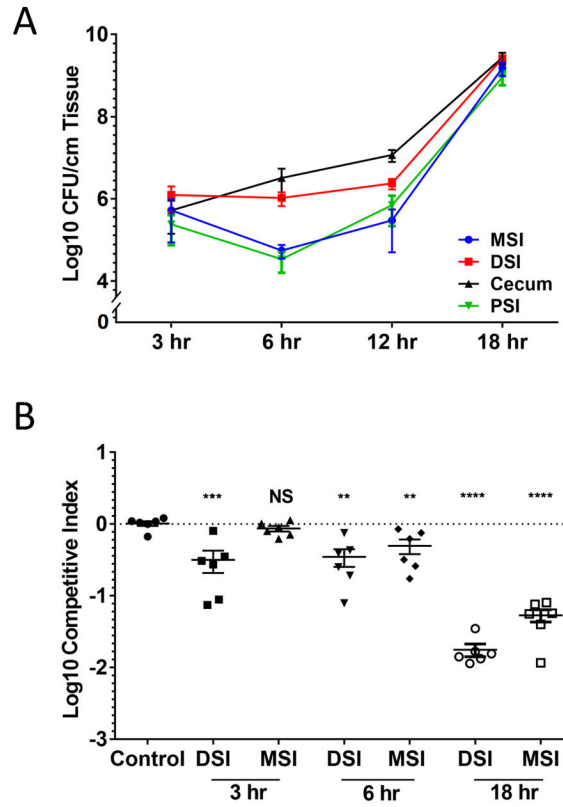 A
Log10 CFU/cm Tissue
10
8
6
4
0
MSI
DSI
Cecum
PSI
3 hr 6 hr 12 hr 18 hr
B
Log10 Competitive Index
1
0
-1
-2
-3
*** NS ** ** **** ****
Control DSI MSI DSI MSI DSI MSI
3 hr 6 hr 18 hr